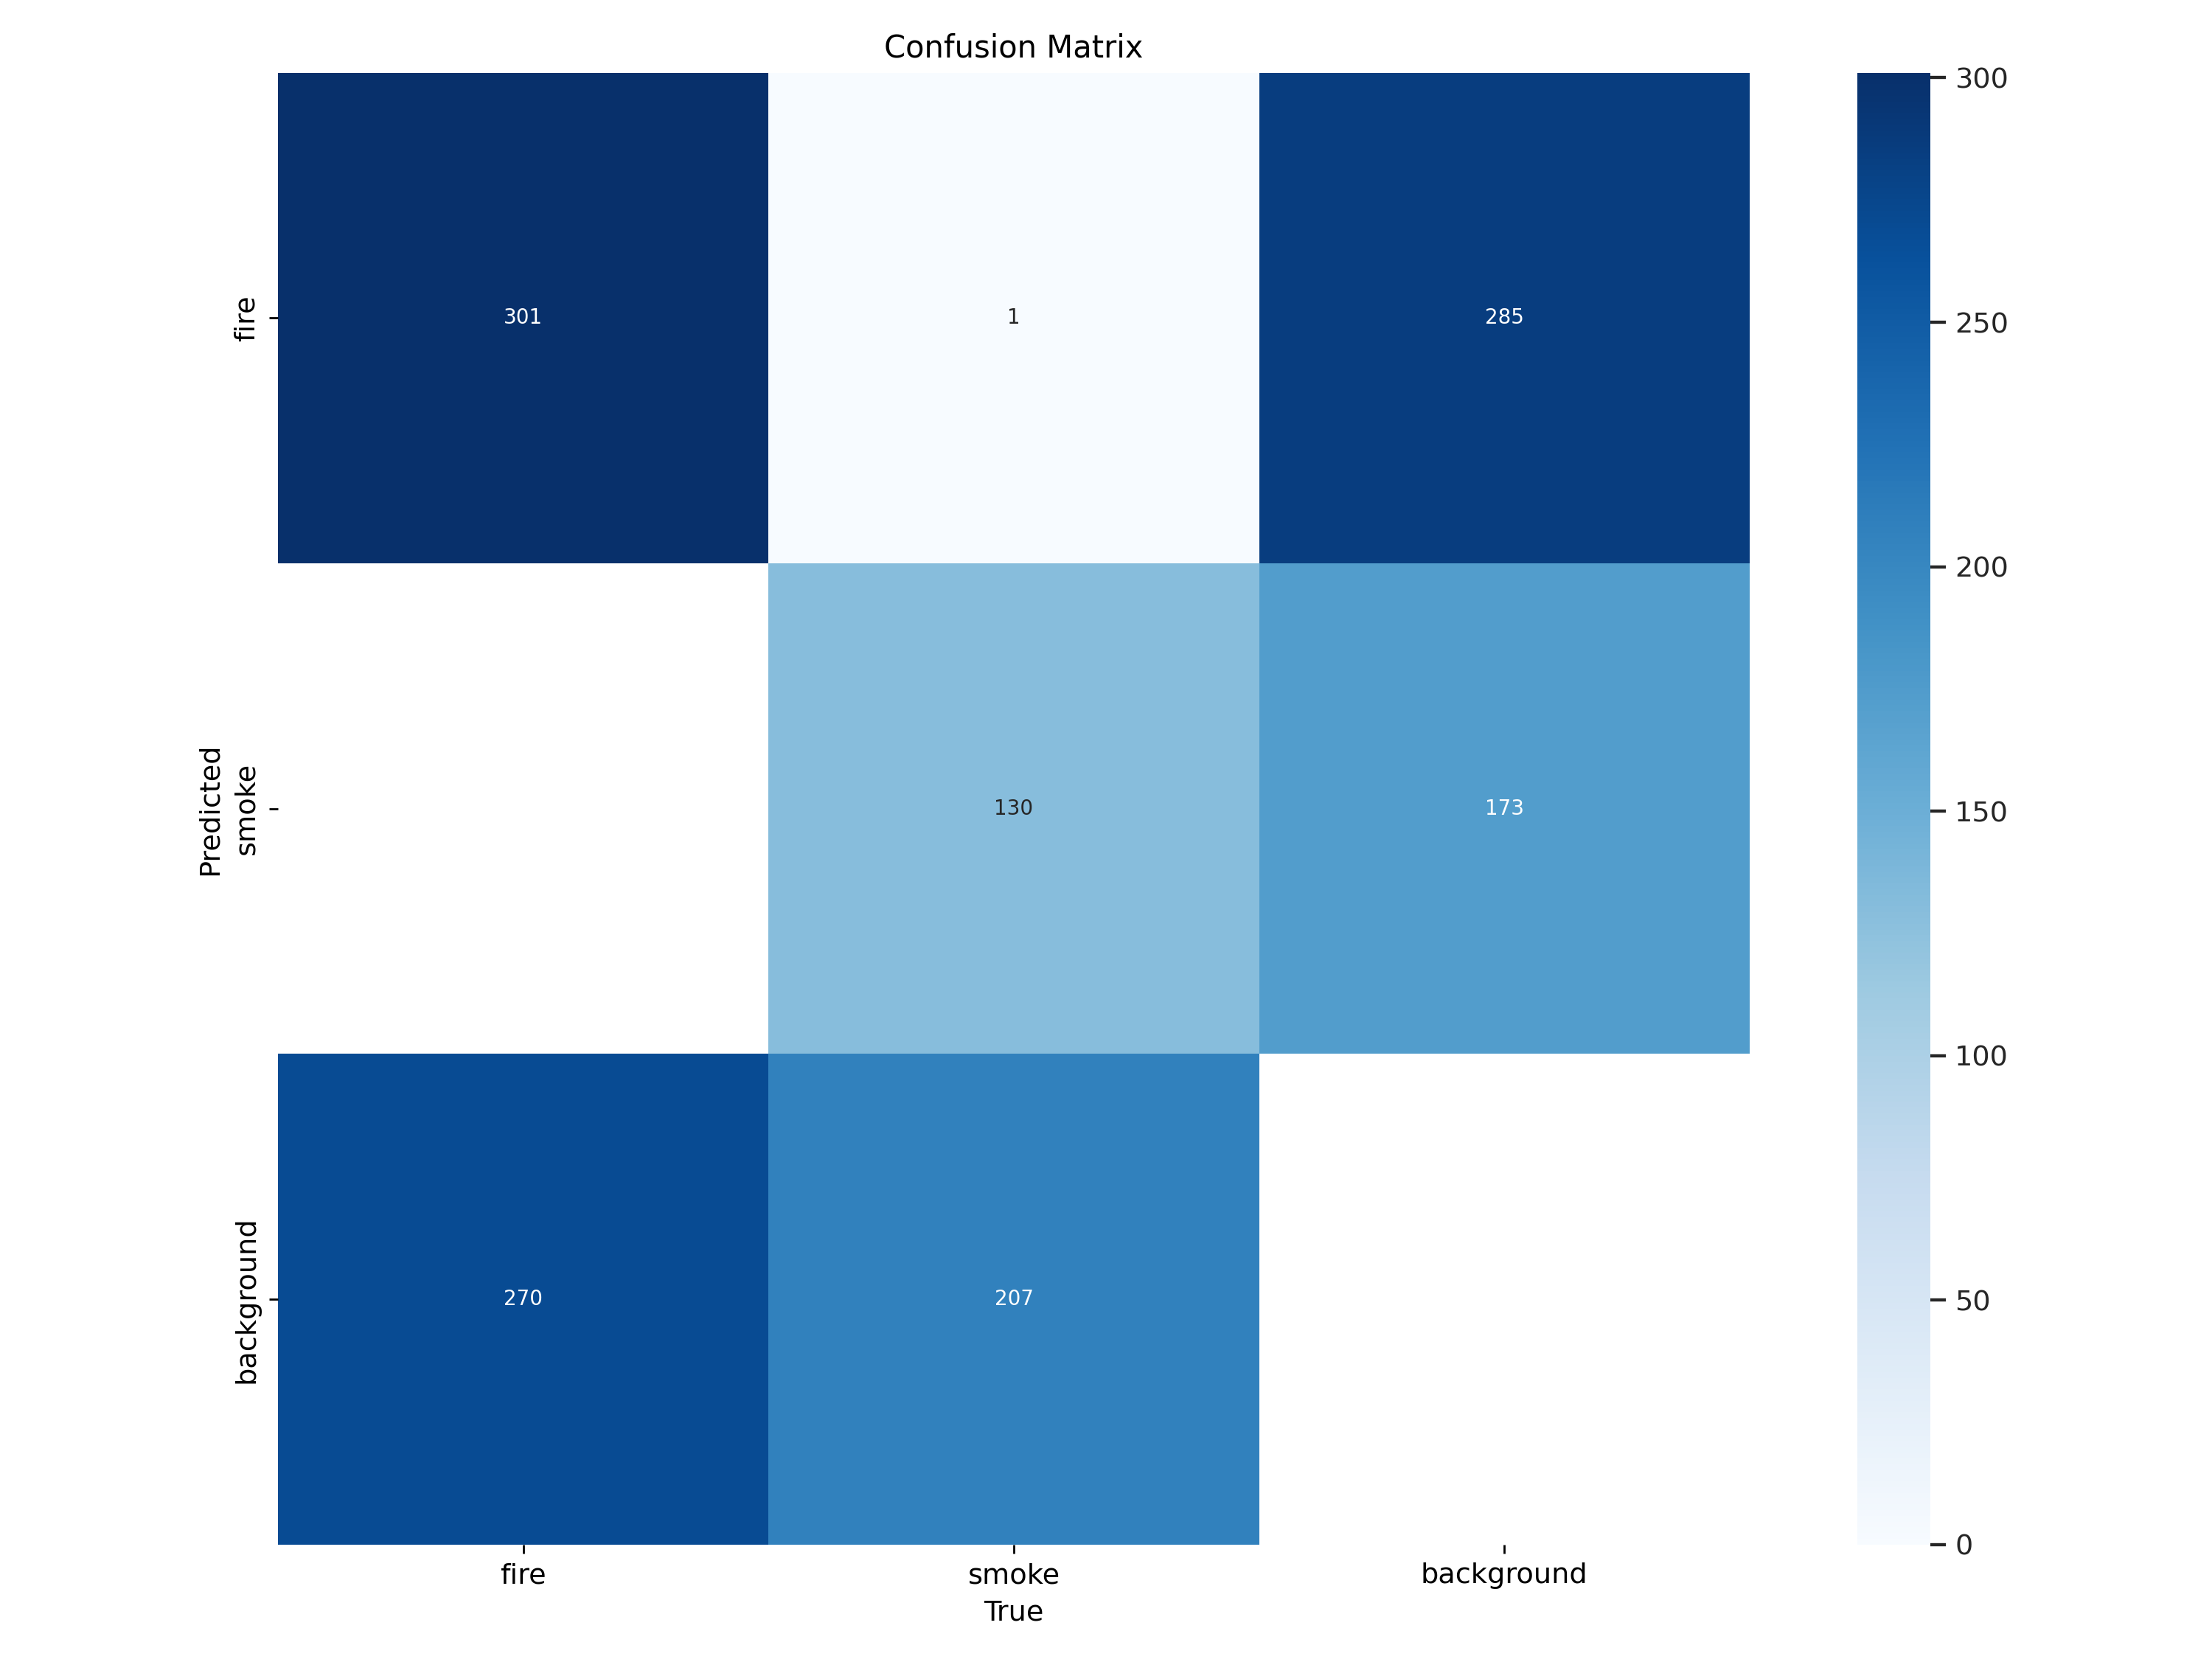 Confusion Matrix
300
250
200
150
100
50
0
Predicted
fire
smoke
background
301
1
285
130
173
270
207
fire
smoke
background
True